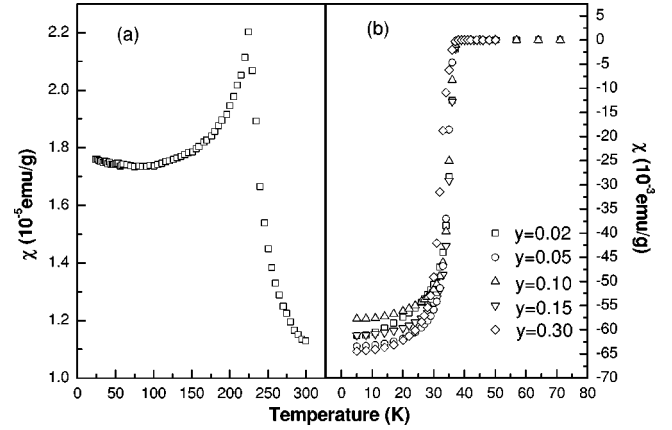 (a)
(b)
χ (10⁻⁵emu/g)
2.2
2.0
1.8
1.6
1.4
1.2
1.0
0 50 100 150 200 250 300
0 10 20 30 40 50 60 70 80
Temperature (K)
5
0
-5
-10
-15
-20
-25
-30
-35
-40
-45
-50
-55
-60
-65
χ (10⁻³emu/g)
y=0.02
y=0.05
y=0.10
y=0.15
y=0.30